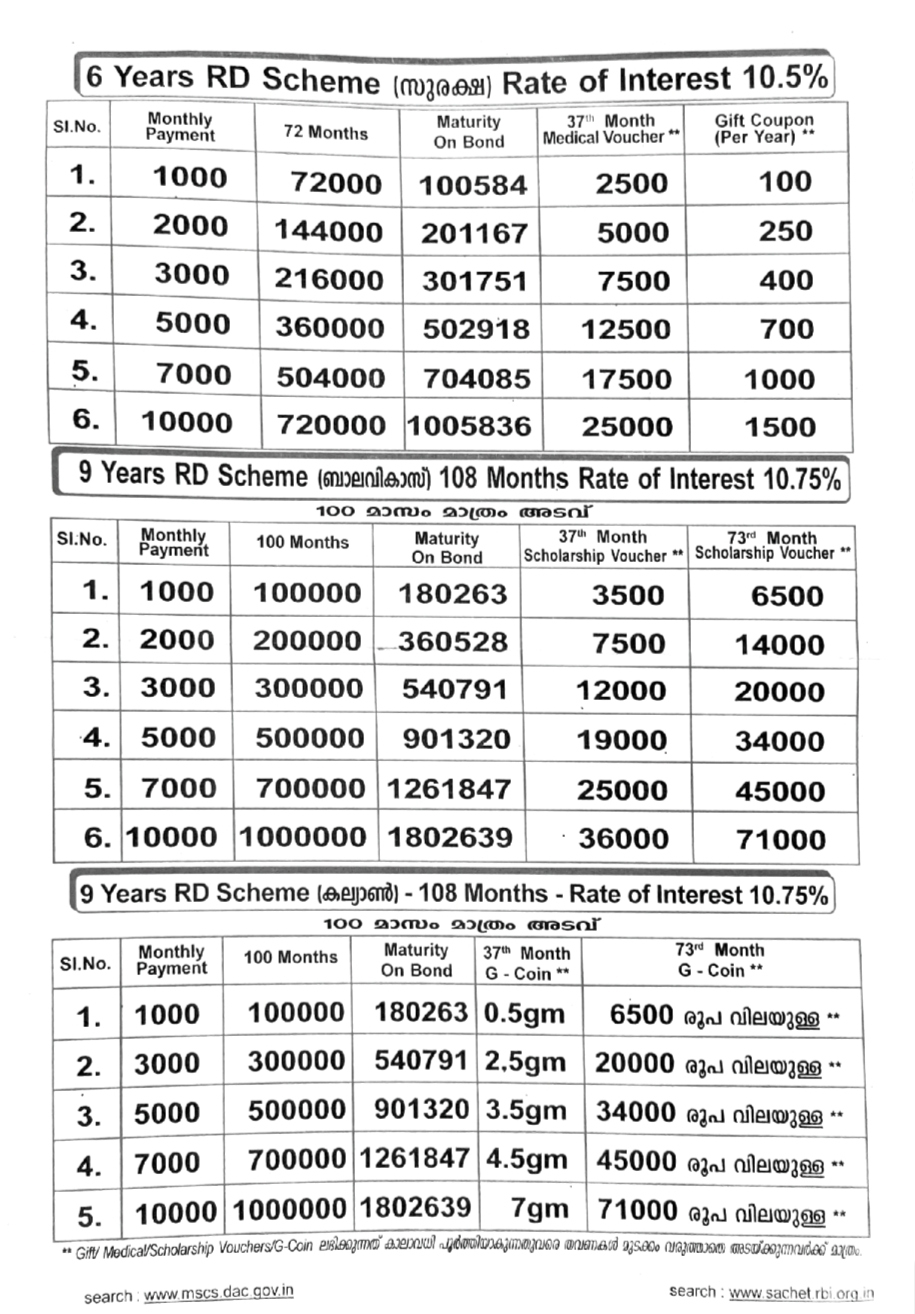 6 Years RD Scheme (സുരക്ഷ) Rate of Interest 10.5%
Sl.No. Monthly Payment 72 Months Maturity On Bond 37th Month Medical Voucher ** Gift Coupon (Per Year) **
1. 1000 72000 100584 2500 100
2. 2000 144000 201167 5000 250
3. 3000 216000 301751 7500 400
4. 5000 360000 502918 12500 700
5. 7000 504000 704085 17500 1000
6. 10000 720000 1005836 25000 1500
9 Years RD Scheme (ബാലവികാസ്) 108 Months Rate of Interest 10.75%
100 മാസം മാത്രം അടവ്
Sl.No. Monthly Payment 100 Months Maturity On Bond 37th Month Scholarship Voucher ** 73rd Month Scholarship Voucher **
1. 1000 100000 180263 3500 6500
2. 2000 200000 360528 7500 14000
3. 3000 300000 540791 12000 20000
4. 5000 500000 901320 19000 34000
5. 7000 700000 1261847 25000 45000
6. 10000 1000000 1802639 36000 71000
9 Years RD Scheme (കല്യാൺ) - 108 Months - Rate of Interest 10.75%
100 മാസം മാത്രം അടവ്
Sl.No. Monthly Payment 100 Months Maturity On Bond 37th Month G - Coin ** 73rd Month G - Coin **
1. 1000 100000 180263 0.5gm 6500 രൂപ വിലയുള്ള **
2. 3000 300000 540791 2.5gm 20000 രൂപ വിലയുള്ള **
3. 5000 500000 901320 3.5gm 34000 രൂപ വിലയുള്ള **
4. 7000 700000 1261847 4.5gm 45000 രൂപ വിലയുള്ള **
5. 10000 1000000 1802639 7gm 71000 രൂപ വിലയുള്ള **
** Gift/ Medical/Scholarship Vouchers/G-Coin ലഭിക്കുന്നത് കാലാവധി പൂർത്തിയാകുന്നതുവരെ തവണകൾ മുടക്കം വരുത്താതെ അടയ്ക്കുന്നവർക്ക് മാത്രം.
search : www.mscs.dac.gov.in search : www.sachet.rbi.org.in